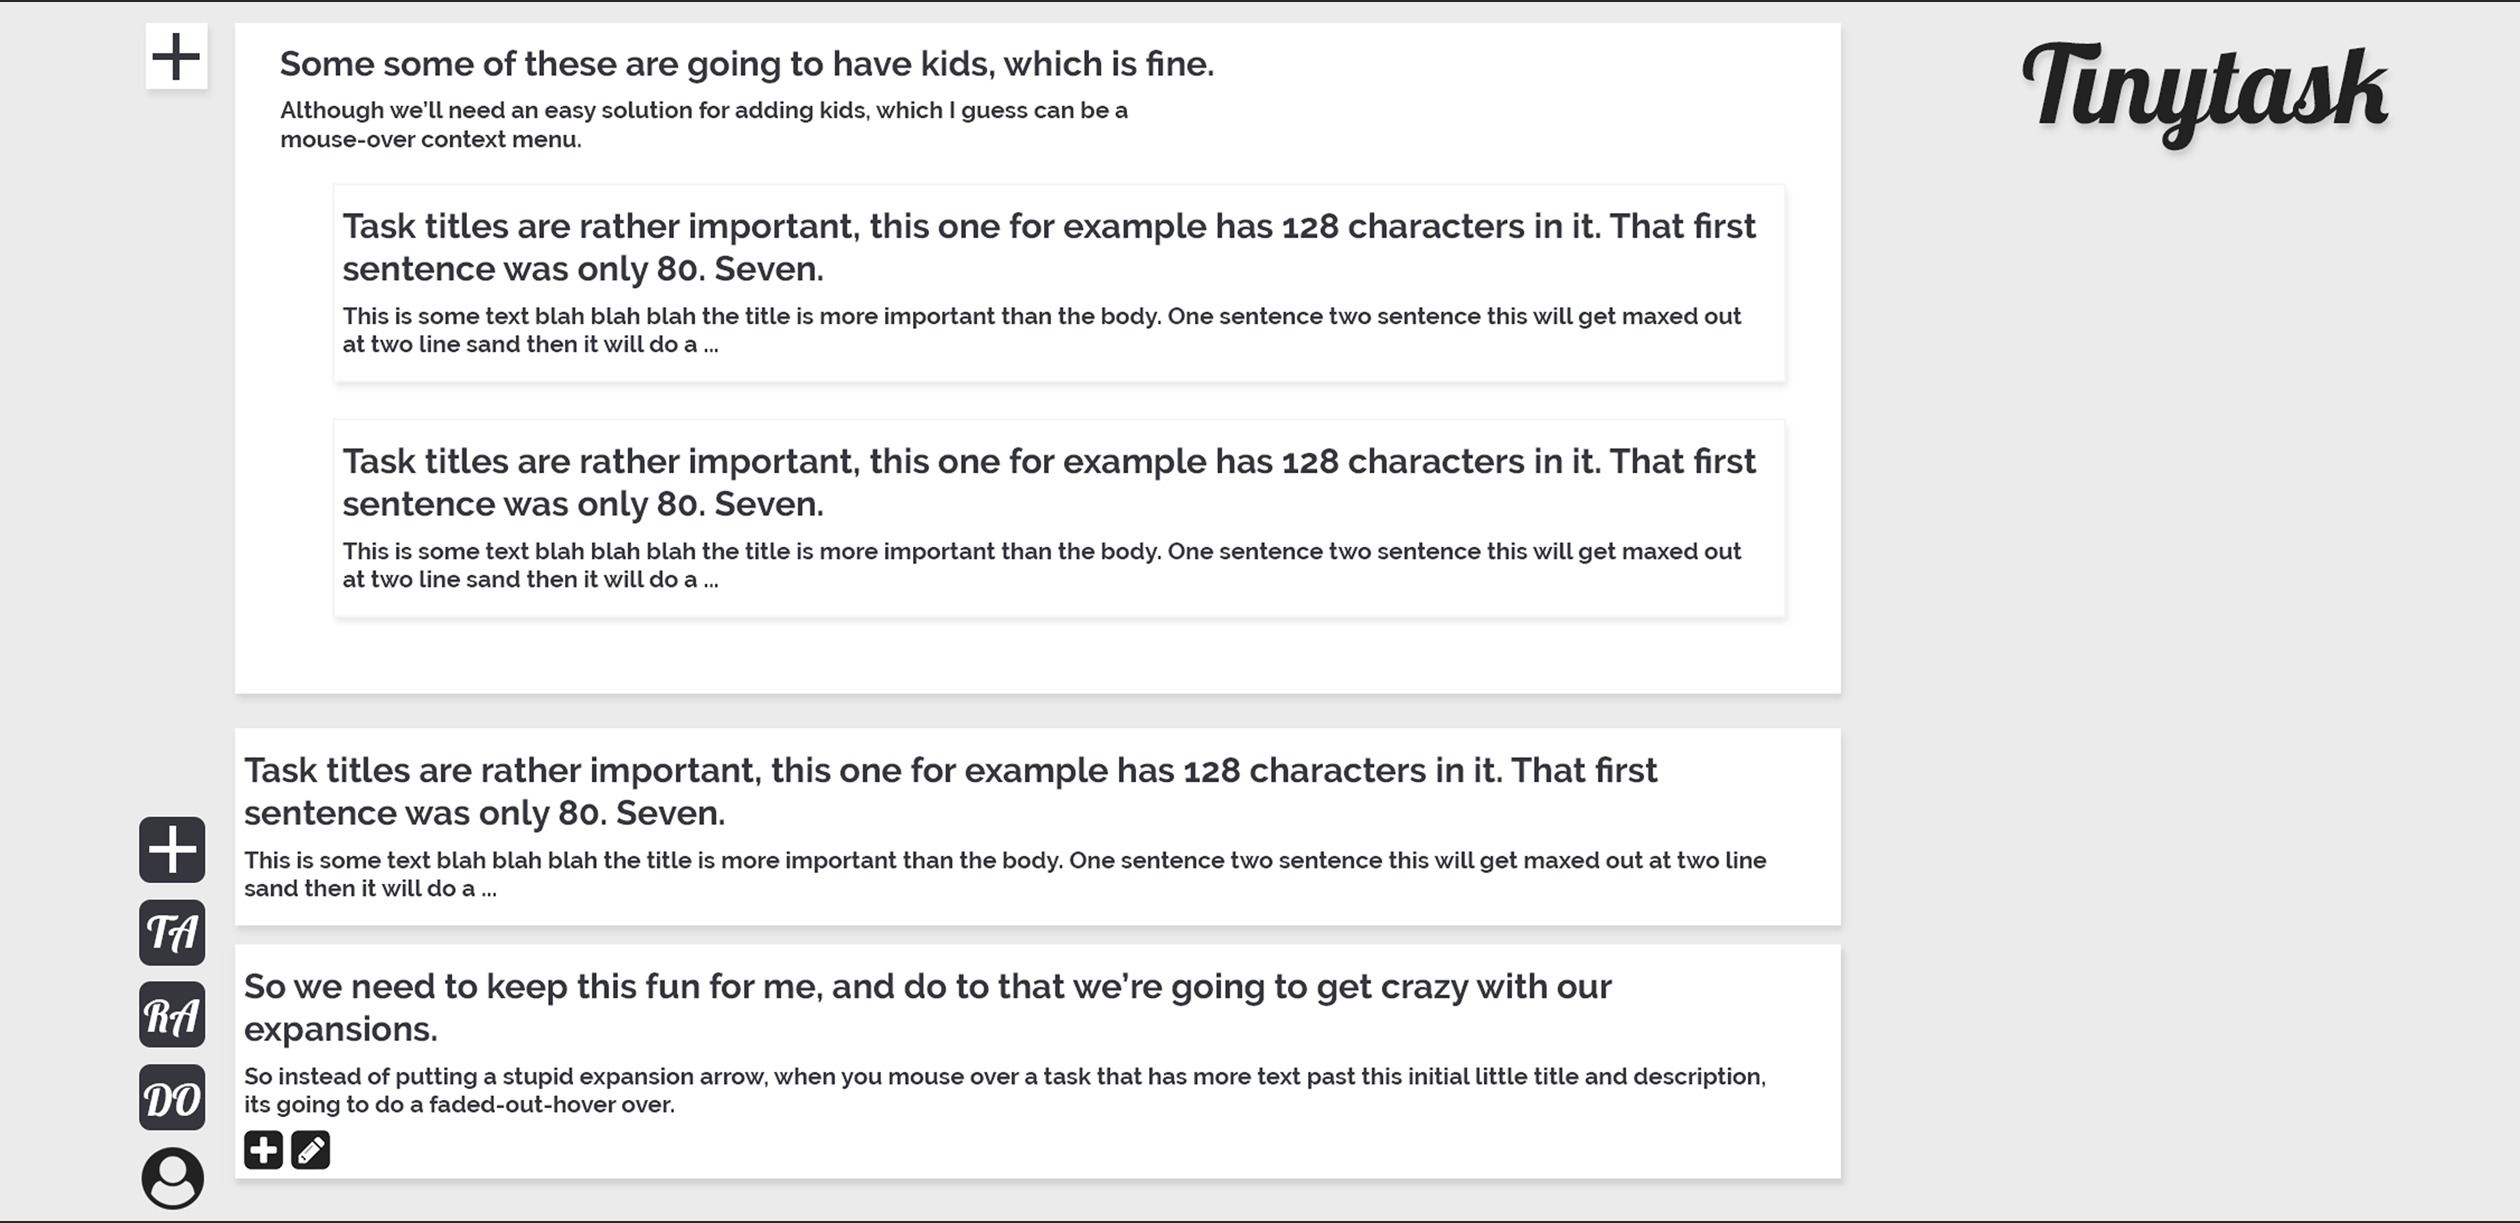 Some some of these are going to have kids, which is fine.
Although we’ll need an easy solution for adding kids, which I guess can be a
mouse-over context menu.
Tinytask
Task titles are rather important, this one for example has 128 characters in it. That first
sentence was only 80. Seven.
This is some text blah blah blah the title is more important than the body. One sentence two sentence this will get maxed out
at two line sand then it will do a ...
Task titles are rather important, this one for example has 128 characters in it. That first
sentence was only 80. Seven.
This is some text blah blah blah the title is more important than the body. One sentence two sentence this will get maxed out
at two line sand then it will do a ...
Task titles are rather important, this one for example has 128 characters in it. That first
sentence was only 80. Seven.
This is some text blah blah blah the title is more important than the body. One sentence two sentence this will get maxed out at two line
sand then it will do a ...
TA
RA
DO
So we need to keep this fun for me, and do to that we’re going to get crazy with our
expansions.
So instead of putting a stupid expansion arrow, when you mouse over a task that has more text past this initial little title and description,
its going to do a faded-out-hover over.